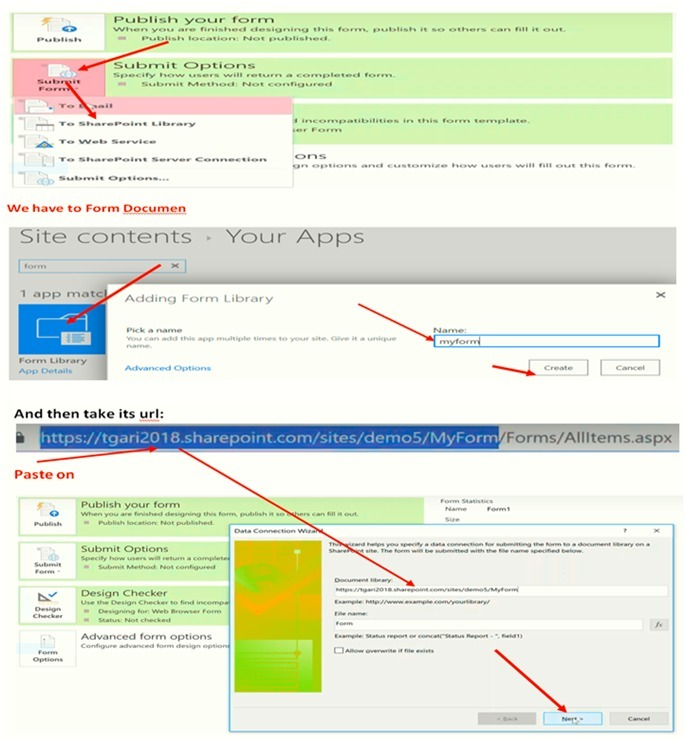 Publish your form
When you are finished designing this form, publish it so others can fill it out.
Publish
Publish location: Not published.
Submit Options
Specify how users will return a completed form.
Submit Form
Submit Method: Not configured
To Email
To SharePoint Library
d incompatibilities in this form template.
er Form
To Web Service
To SharePoint Server Connection
ons
gn options and customize how users will fill out this form.
Submit Options...
We have to Form Documen
Site contents › Your Apps
form
1 app matc
Adding Form Library
Pick a name
You can add this app multiple times to your site. Give it a unique
name.
Name:
myform
Form Library
App Details
Advanced Options
Create
Cancel
And then take its url:
https://tgari2018.sharepoint.com/sites/demo5/MyForm/Forms/AllItems.aspx
Paste on
Publish your form
When you are finished designing this form, publish it so others can fill it out.
Publish
Publish location: Not published.
Form Statistics
Name Form1
Size
Submit Options
Specify how users will return a complete
Submit Form
Submit Method: Not configured
Design Checker
Use the Design Checker to find incompa
Design Checker
Designing for: Web Browser Form
Status: Not checked
Advanced form options
Configure advanced form design option
Form Options
Data Connection Wizard
This wizard helps you specify a data connection for submitting the form to a document library on a
SharePoint site. The form will be submitted with the file name specified below.
Document library:
https://tgari2018.sharepoint.com/sites/demo5/MyForm
Example: http://www.example.com/yourlibrary/
File name:
Form
fx
Example: Status report or concat("Status Report - ", field1)
Allow overwrite if file exists
< Back
Next >
Cancel